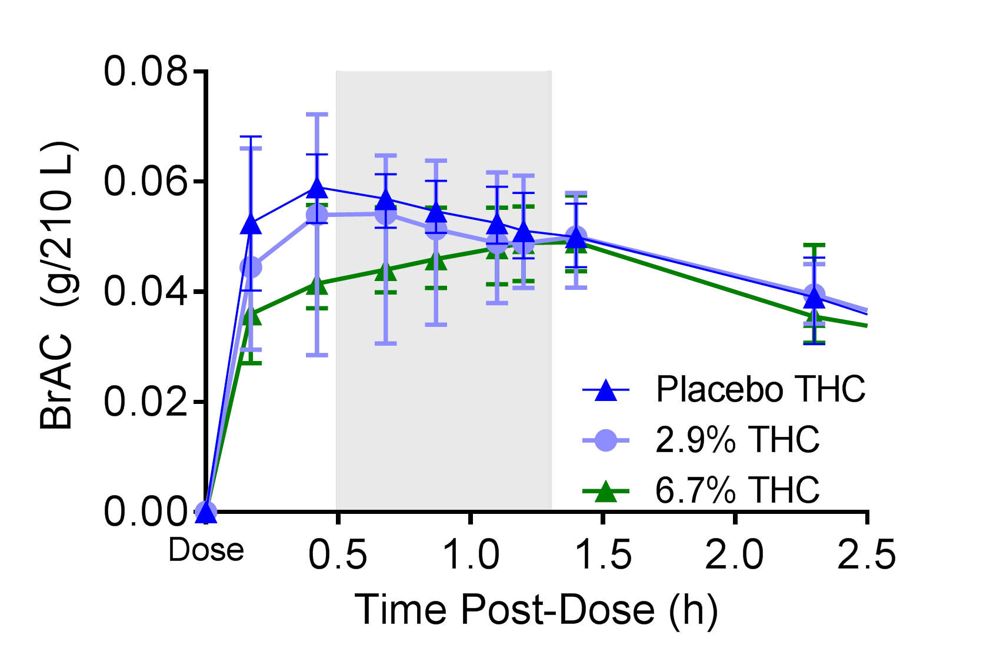 BrAC (g/210 L)
0.08
0.06
0.04
0.02
0.00
Placebo THC
2.9% THC
6.7% THC
Dose 0.5 1.0 1.5 2.0 2.5
Time Post-Dose (h)